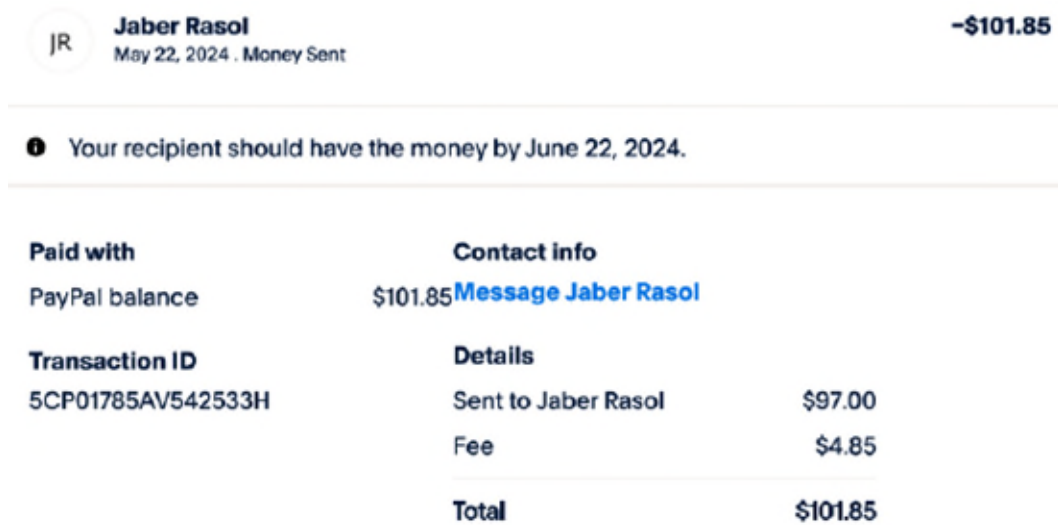 JR
Jaber Rasol
-$101.85
May 22, 2024 . Money Sent
Your recipient should have the money by June 22, 2024.
Paid with
PayPal balance $101.85
Transaction ID
5CP01785AV542533H
Contact info
Message Jaber Rasol
Details
Sent to Jaber Rasol $97.00
Fee $4.85
Total $101.85